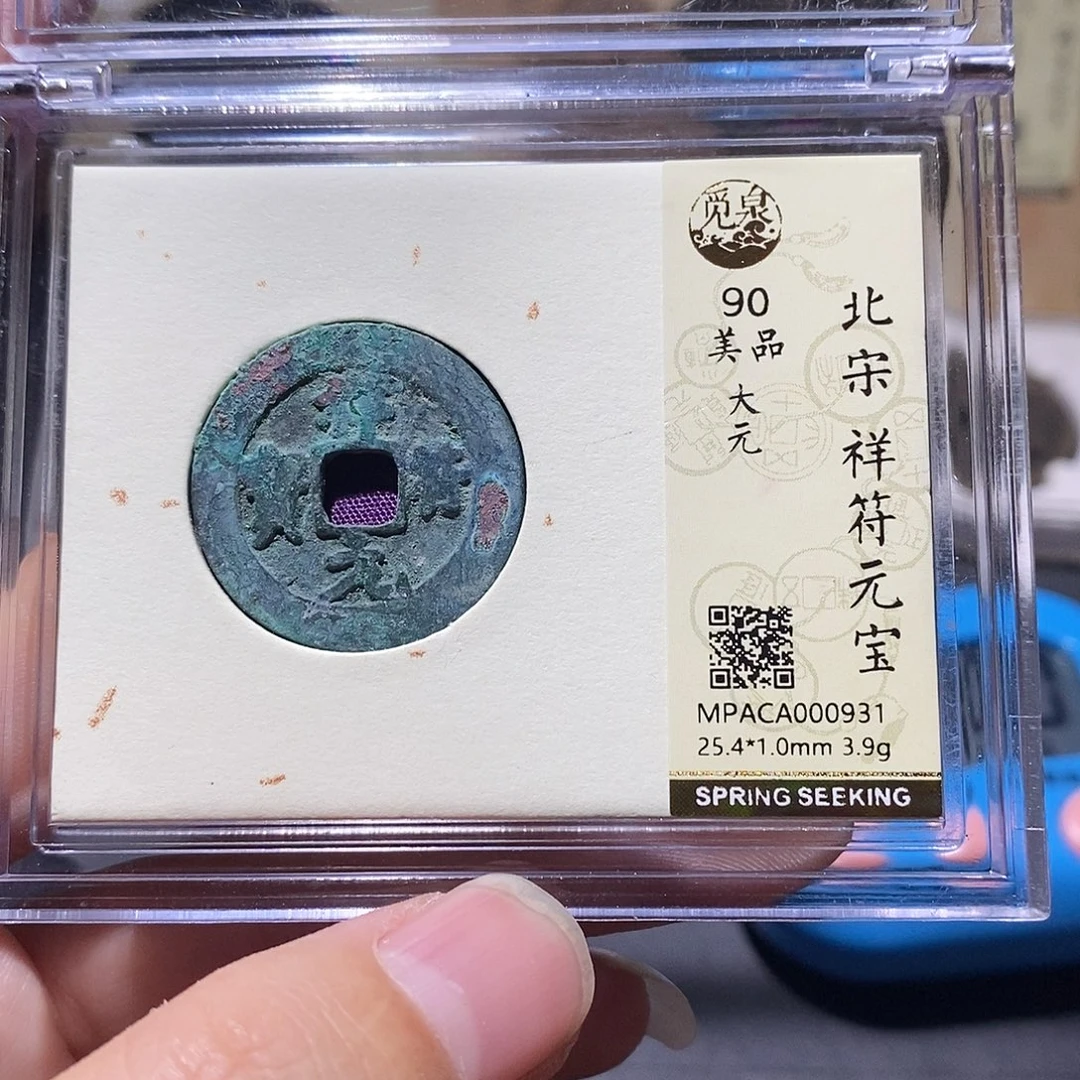 觅泉
90
美品
大元
北宋 祥符元宝
MPACA000931
25.4*1.0mm 3.9g
SPRING SEEKING
元